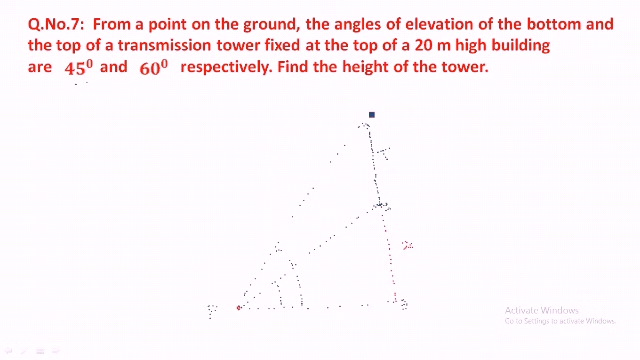 Q.No.7: From a point on the ground, the angles of elevation of the bottom and
the top of a transmission tower fixed at the top of a 20 m high building
are 45⁰ and 60⁰ respectively. Find the height of the tower.
Activate Windows
Go to Settings to activate Windows.